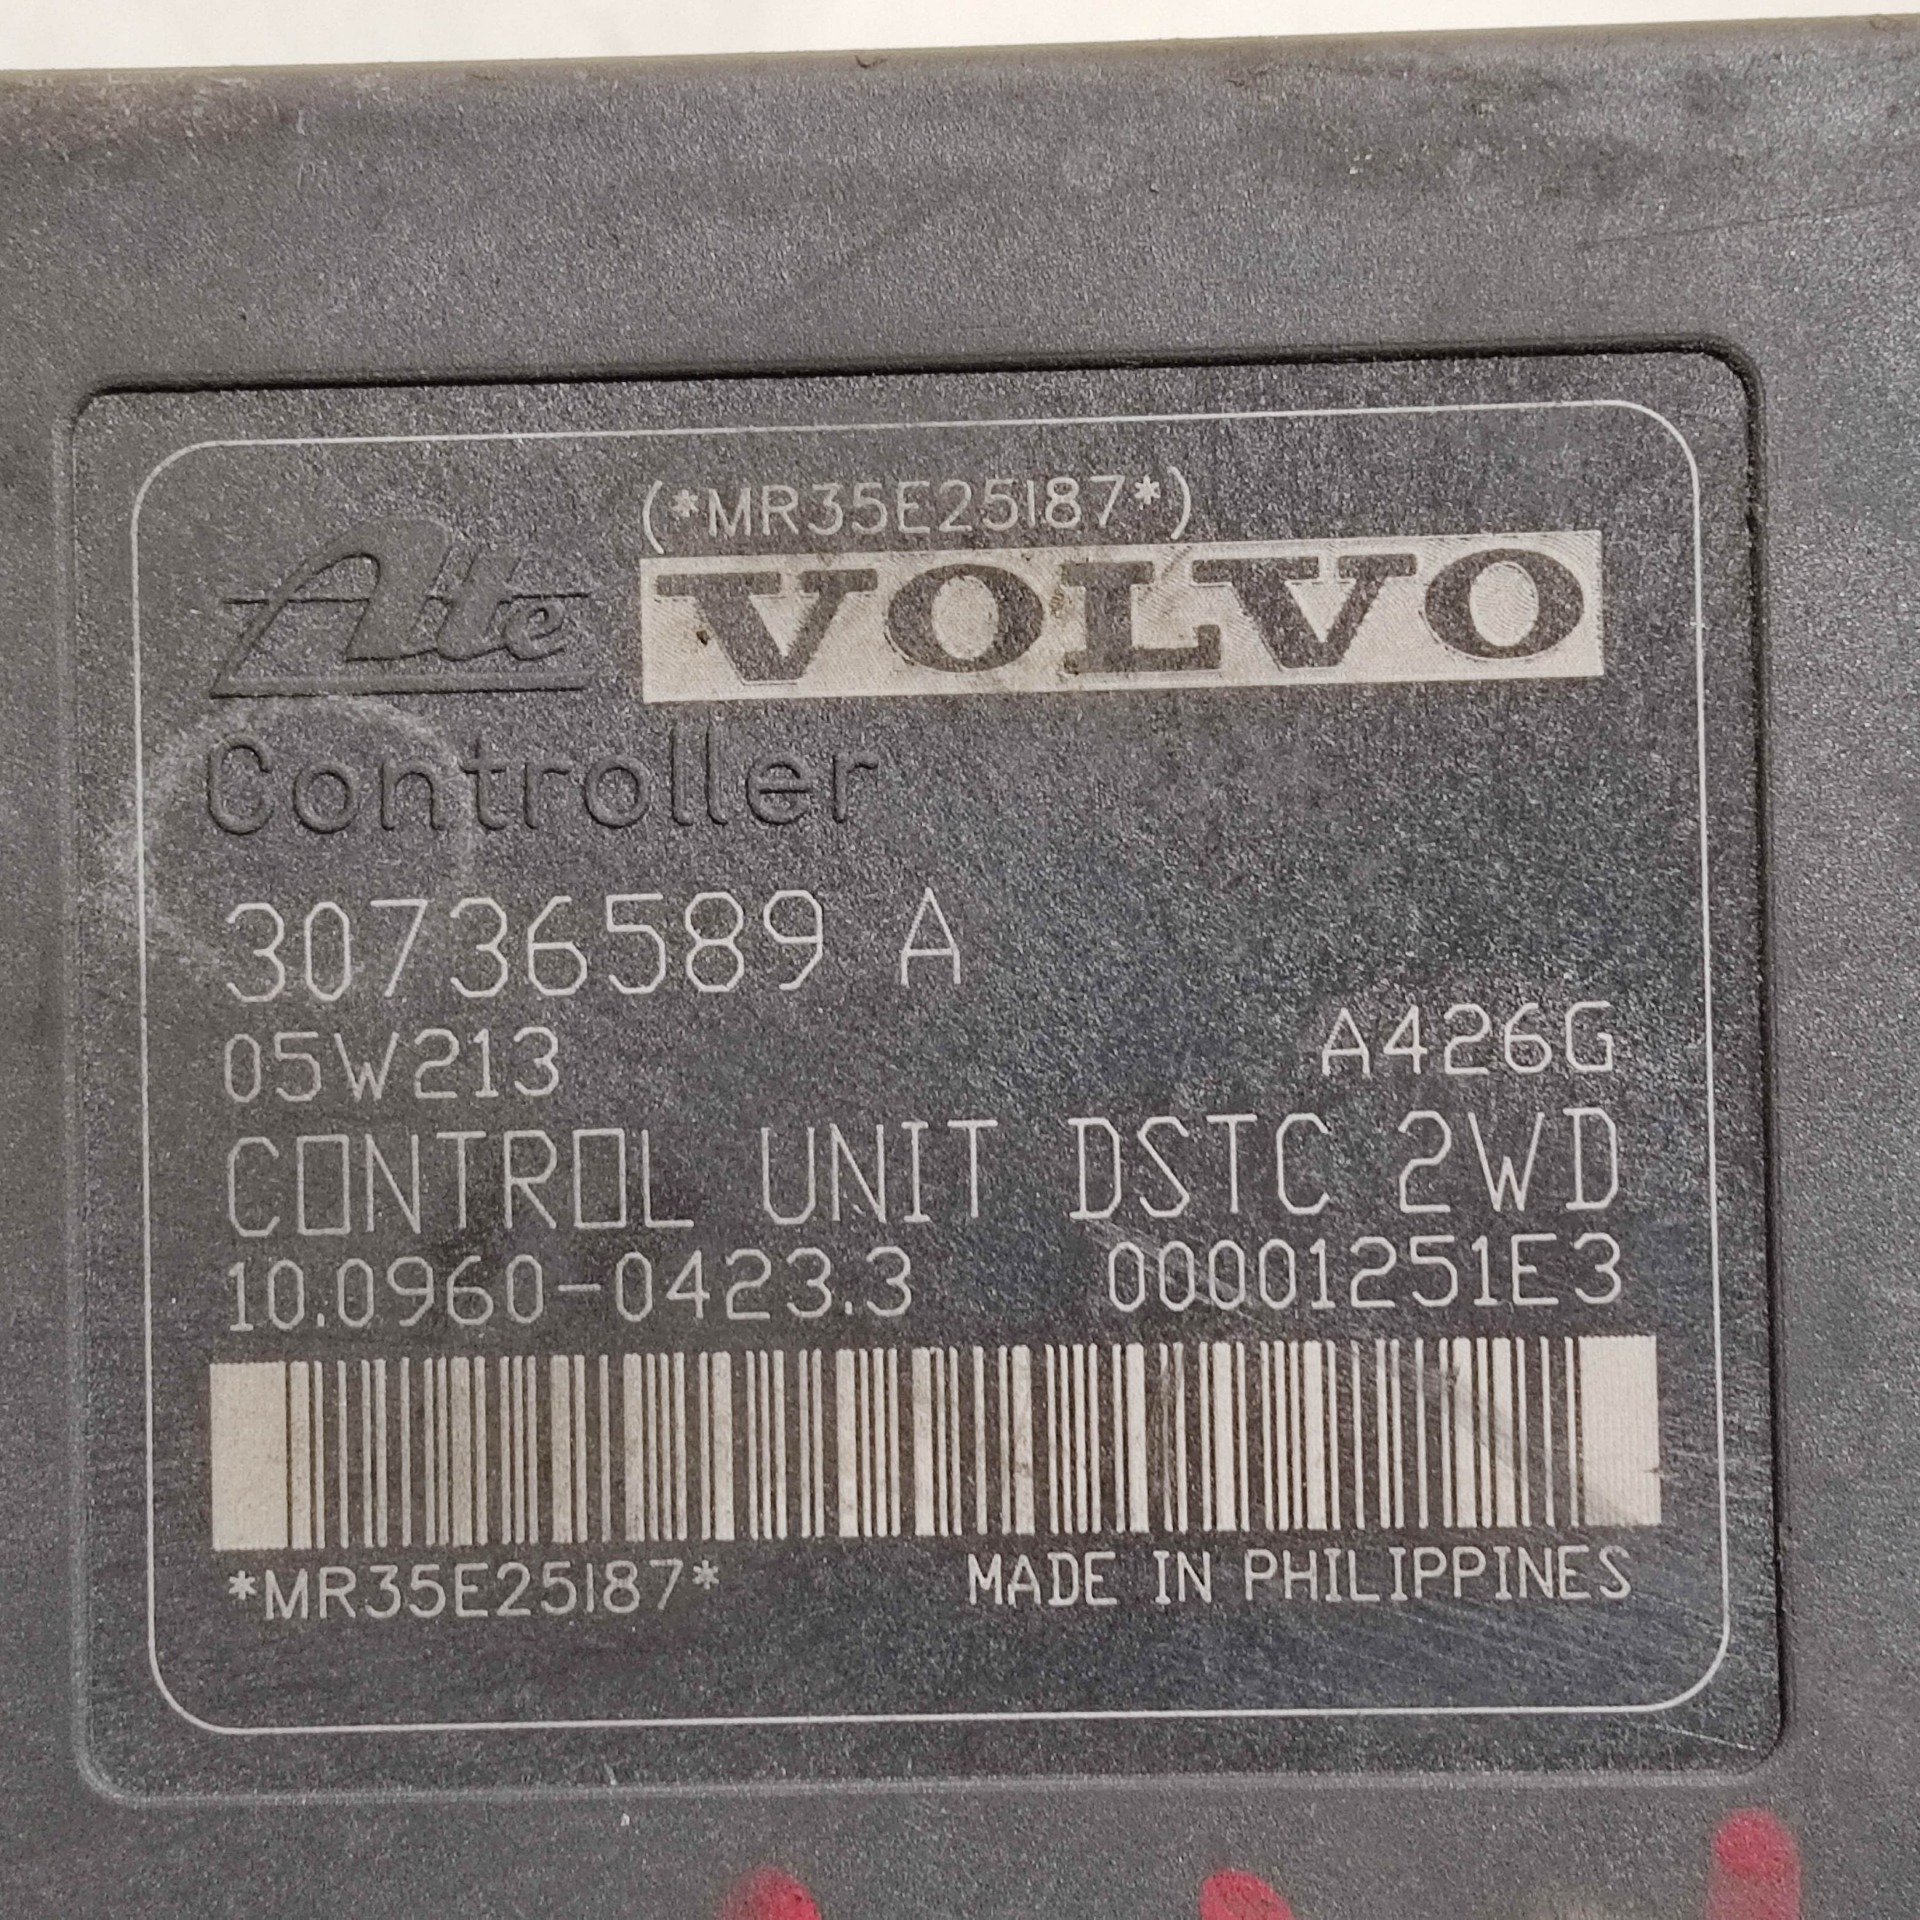 (*MR35E25187*)
Ate VOLVO
Controller
30736589 A
05W213 A426G
CONTROL UNIT DSTC 2WD
10.0960-0423.3 00001251E3
*MR35E25187* MADE IN PHILIPPINES